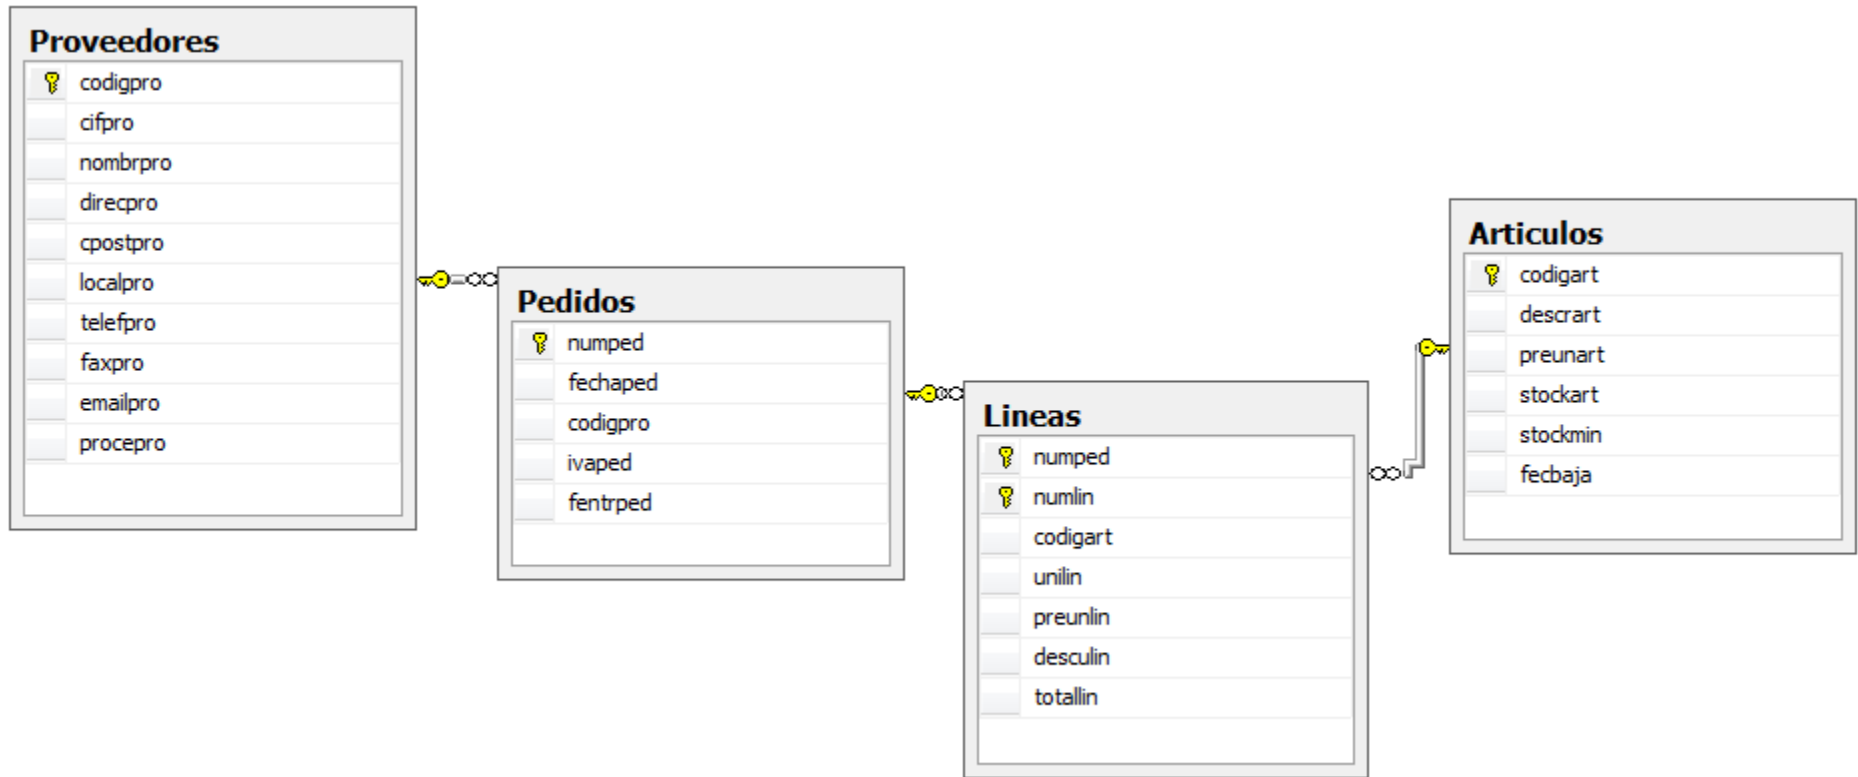 Proveedores
codigpro
cifpro
nombrpro
direcpro
cpostpro
localpro
telefpro
faxpro
emailpro
procepro
Pedidos
numped
fechaped
codigpro
ivaped
fentrped
Lineas
numped
numlin
codigart
unilin
preunlin
desculin
totallin
Articulos
codigart
descrart
preunart
stockart
stockmin
fecbaja